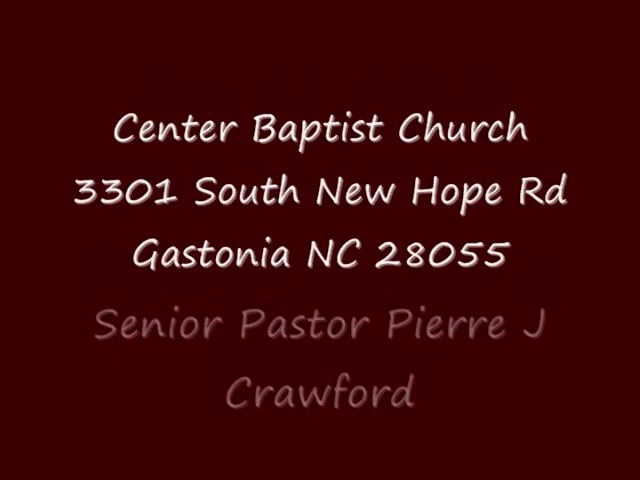 Center Baptist Church
3301 South New Hope Rd
Gastonia NC 28055
Senior Pastor Pierre J
Crawford